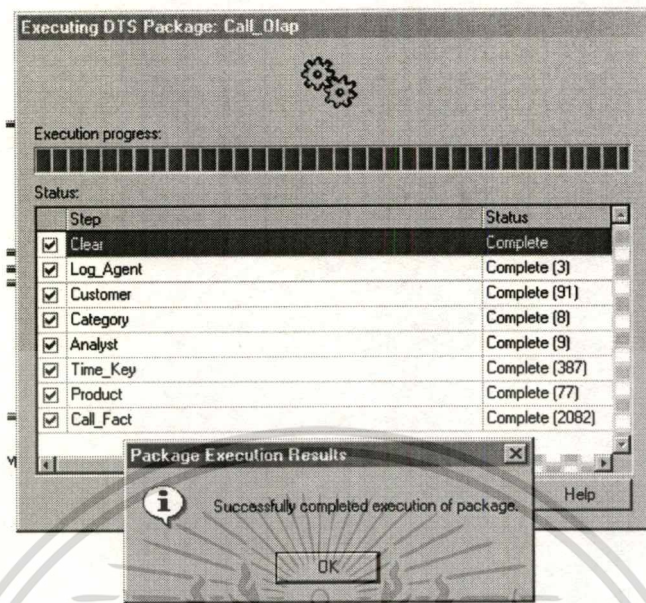 Executing DTS Package: Call_Olap
Execution progress:
Status:
Step Status
Clear Complete
Log_Agent Complete (3)
Customer Complete (91)
Category Complete (8)
Analyst Complete (9)
Time_Key Complete (387)
Product Complete (77)
Call_Fact Complete (2082)
Package Execution Results
Help
Successfully completed execution of package.
OK